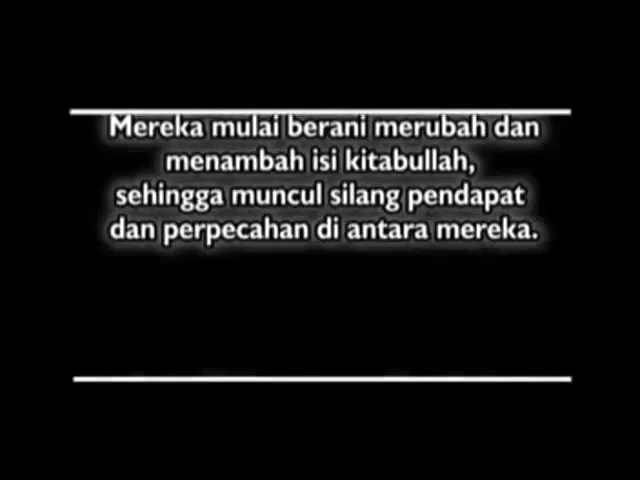 Mereka mulai berani merubah dan
menambah isi kitabullah,
sehingga muncul silang pendapat
dan perpecahan di antara mereka.